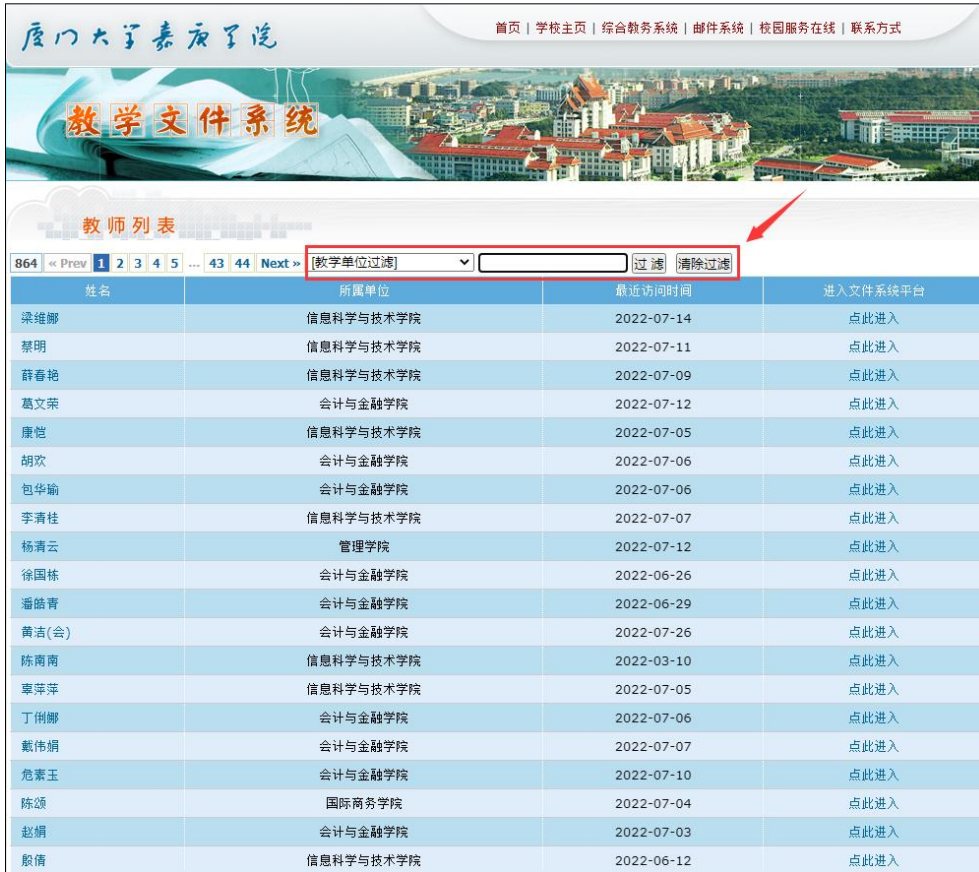 厦门大学嘉庚学院
首页 | 学校主页 | 综合教务系统 | 邮件系统 | 校园服务在线 | 联系方式
教学文件系统
教师列表
864 « Prev 1 2 3 4 5 ... 43 44 Next » [教学单位过滤] 过 滤 清除过滤
姓名 所属单位 最近访问时间 进入文件系统平台
梁维娜 信息科学与技术学院 2022-07-14 点此进入
蔡明 信息科学与技术学院 2022-07-11 点此进入
薛春艳 信息科学与技术学院 2022-07-09 点此进入
葛文荣 会计与金融学院 2022-07-12 点此进入
康恺 信息科学与技术学院 2022-07-05 点此进入
胡欢 会计与金融学院 2022-07-06 点此进入
包华瑜 会计与金融学院 2022-07-06 点此进入
李清桂 信息科学与技术学院 2022-07-07 点此进入
杨清云 管理学院 2022-07-12 点此进入
徐国栋 会计与金融学院 2022-06-26 点此进入
潘皓青 会计与金融学院 2022-06-29 点此进入
黄洁(会) 会计与金融学院 2022-07-26 点此进入
陈南南 信息科学与技术学院 2022-03-10 点此进入
辜萍萍 信息科学与技术学院 2022-07-05 点此进入
丁俐娜 会计与金融学院 2022-07-06 点此进入
戴伟娟 会计与金融学院 2022-07-07 点此进入
危素玉 会计与金融学院 2022-07-10 点此进入
陈颂 国际商务学院 2022-07-04 点此进入
赵娟 会计与金融学院 2022-07-03 点此进入
殷倩 信息科学与技术学院 2022-06-12 点此进入